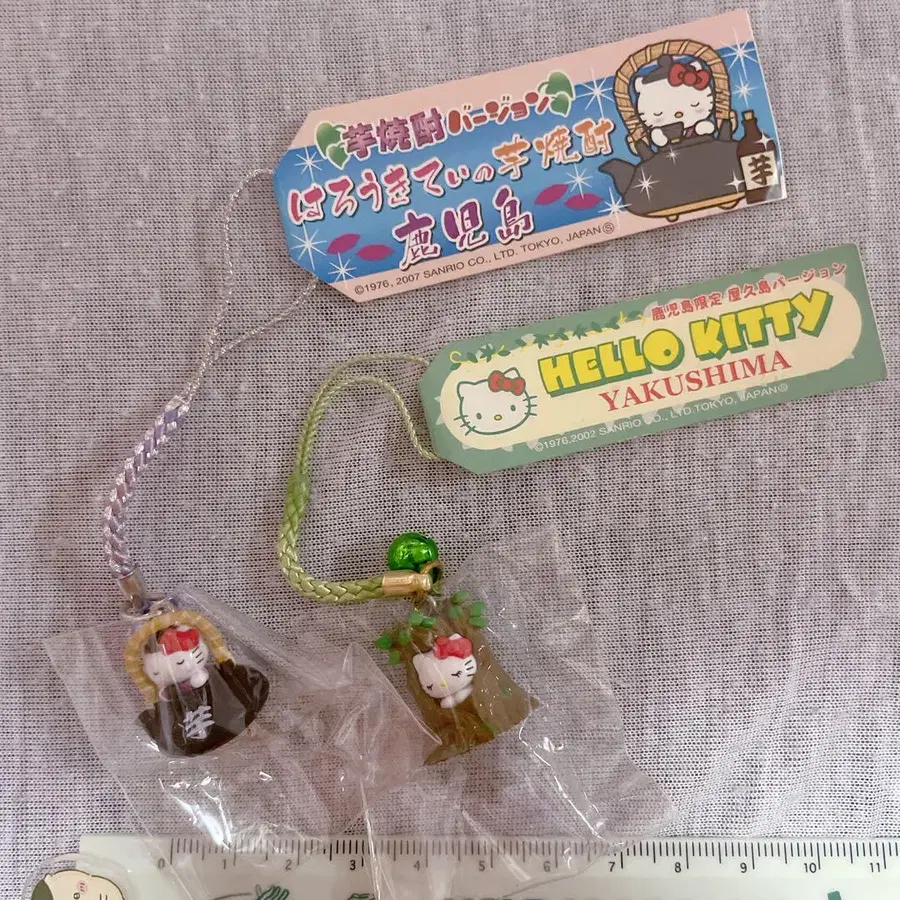 芋焼酎バージョン
はろうきてぃの芋焼酎
鹿児島
芋
©1976, 2007 SANRIO CO., LTD. TOKYO, JAPAN Ⓢ
鹿児島限定 屋久島バージョン
HELLO KITTY
YAKUSHIMA
©1976,2002 SANRIO CO., LTD.TOKYO, JAPAN Ⓢ
芋
0 1 2 3 4 5 6 7 8 9 10 11